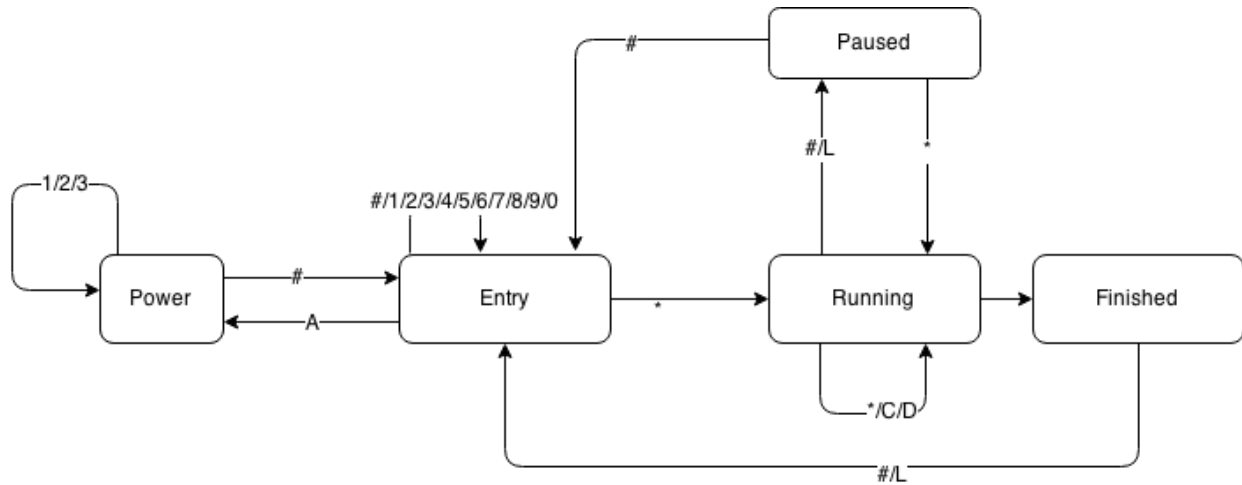 Paused
#
#/L
*
1/2/3
#/1/2/3/4/5/6/7/8/9/0
Power
#
A
Entry
*
Running
Finished
*/C/D
#/L